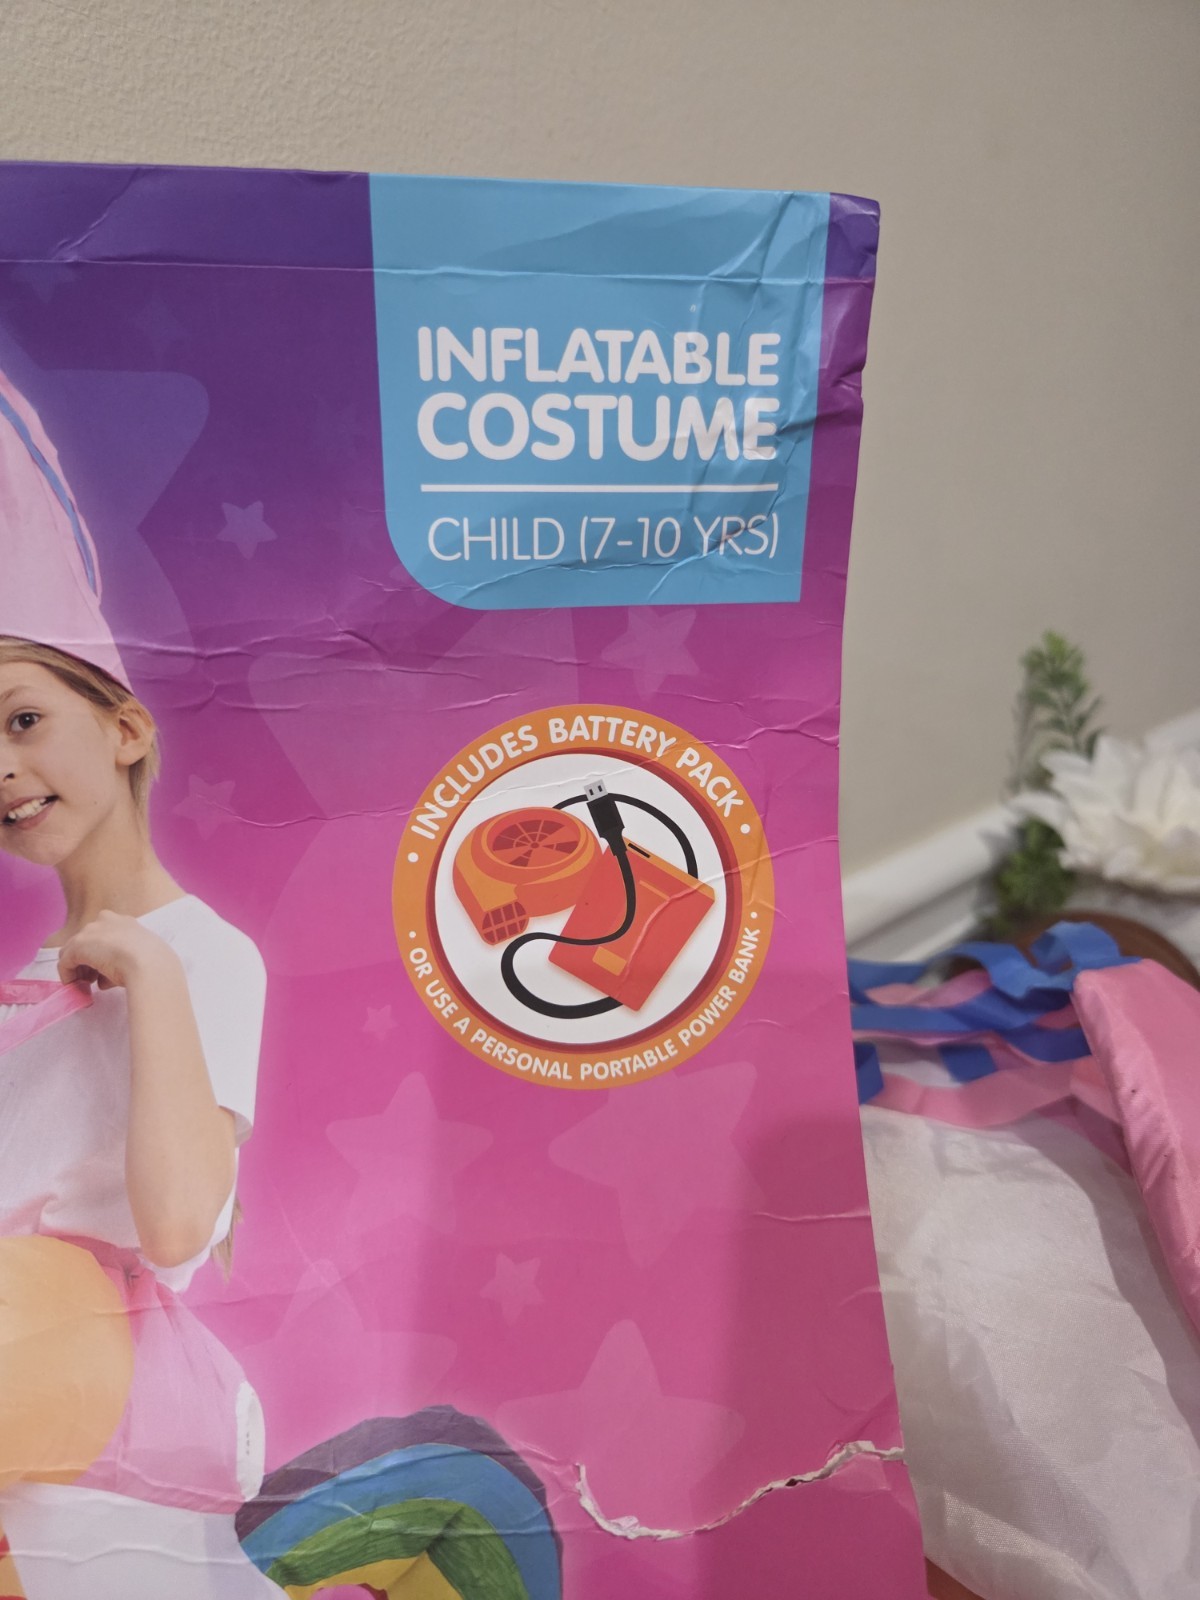 INFLATABLE
COSTUME
CHILD (7-10 YRS)
• INCLUDES BATTERY PACK •
• OR USE A PERSONAL PORTABLE POWER BANK •